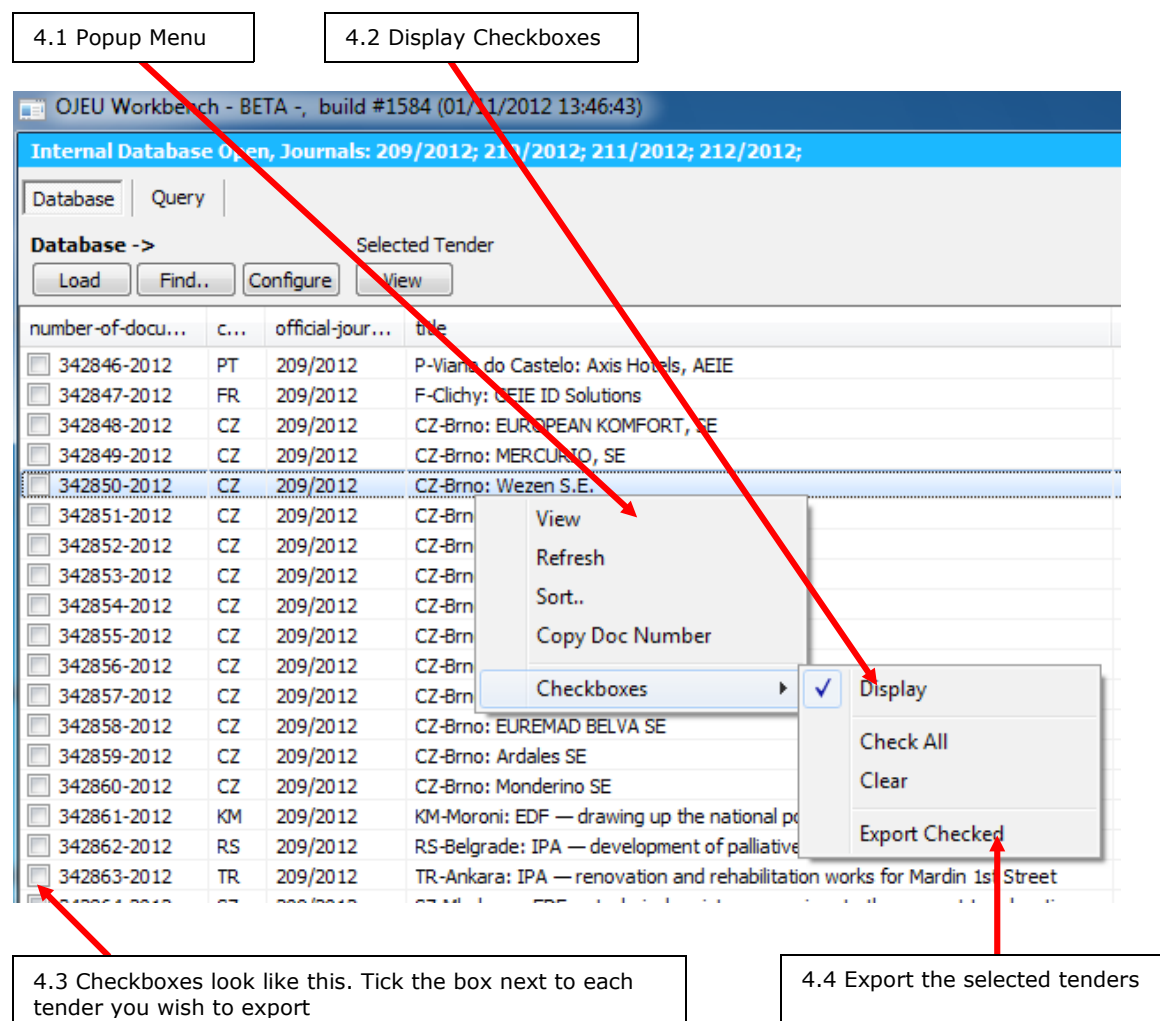 4.1 Popup Menu
4.2 Display Checkboxes
OJEU Workbench - BETA -, build #1584 (01/11/2012 13:46:43)
Internal Database Open, Journals: 209/2012; 210/2012; 211/2012; 212/2012;
Database Query
Database -> Selected Tender
Load Find.. Configure View
number-of-docu... c... official-jour... title
342846-2012 PT 209/2012 P-Viana do Castelo: Axis Hotels, AEIE
342847-2012 FR 209/2012 F-Clichy: GEIE ID Solutions
342848-2012 CZ 209/2012 CZ-Brno: EUROPEAN KOMFORT, SE
342849-2012 CZ 209/2012 CZ-Brno: MERCURIO, SE
342850-2012 CZ 209/2012 CZ-Brno: Wezen S.E.
342851-2012 CZ 209/2012 CZ-Brn
342852-2012 CZ 209/2012 CZ-Brn
342853-2012 CZ 209/2012 CZ-Brn
342854-2012 CZ 209/2012 CZ-Brn
342855-2012 CZ 209/2012 CZ-Brn
342856-2012 CZ 209/2012 CZ-Brn
342857-2012 CZ 209/2012 CZ-Brn
342858-2012 CZ 209/2012 CZ-Brno: EUREMAD BELVA SE
342859-2012 CZ 209/2012 CZ-Brno: Ardales SE
342860-2012 CZ 209/2012 CZ-Brno: Monderino SE
342861-2012 KM 209/2012 KM-Moroni: EDF — drawing up the national po
342862-2012 RS 209/2012 RS-Belgrade: IPA — development of palliative
342863-2012 TR 209/2012 TR-Ankara: IPA — renovation and rehabilitation works for Mardin 1st Street
View
Refresh
Sort..
Copy Doc Number
Checkboxes
Display
Check All
Clear
Export Checked
4.3 Checkboxes look like this. Tick the box next to each
tender you wish to export
4.4 Export the selected tenders